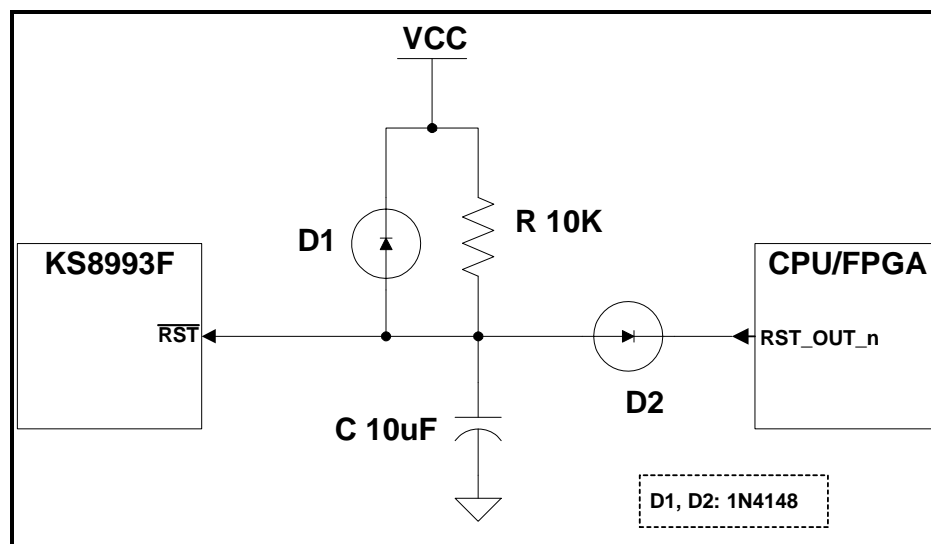 VCC
R 10K
D1
KS8993F
CPU/FPGA
RST
RST_OUT_n
D2
C 10uF
D1, D2: 1N4148